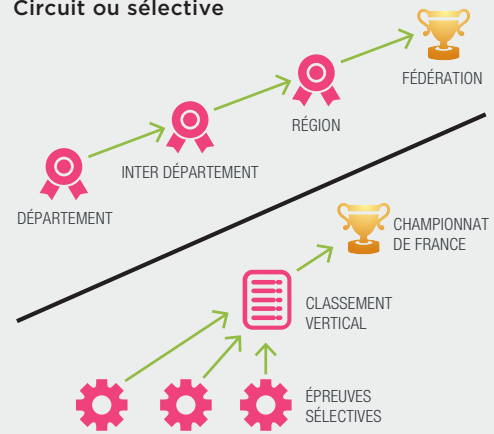 Circuit ou sélective
FÉDÉRATION
RÉGION
INTER DÉPARTEMENT
DÉPARTEMENT
CHAMPIONNAT
DE FRANCE
CLASSEMENT
VERTICAL
ÉPREUVES
SÉLECTIVES